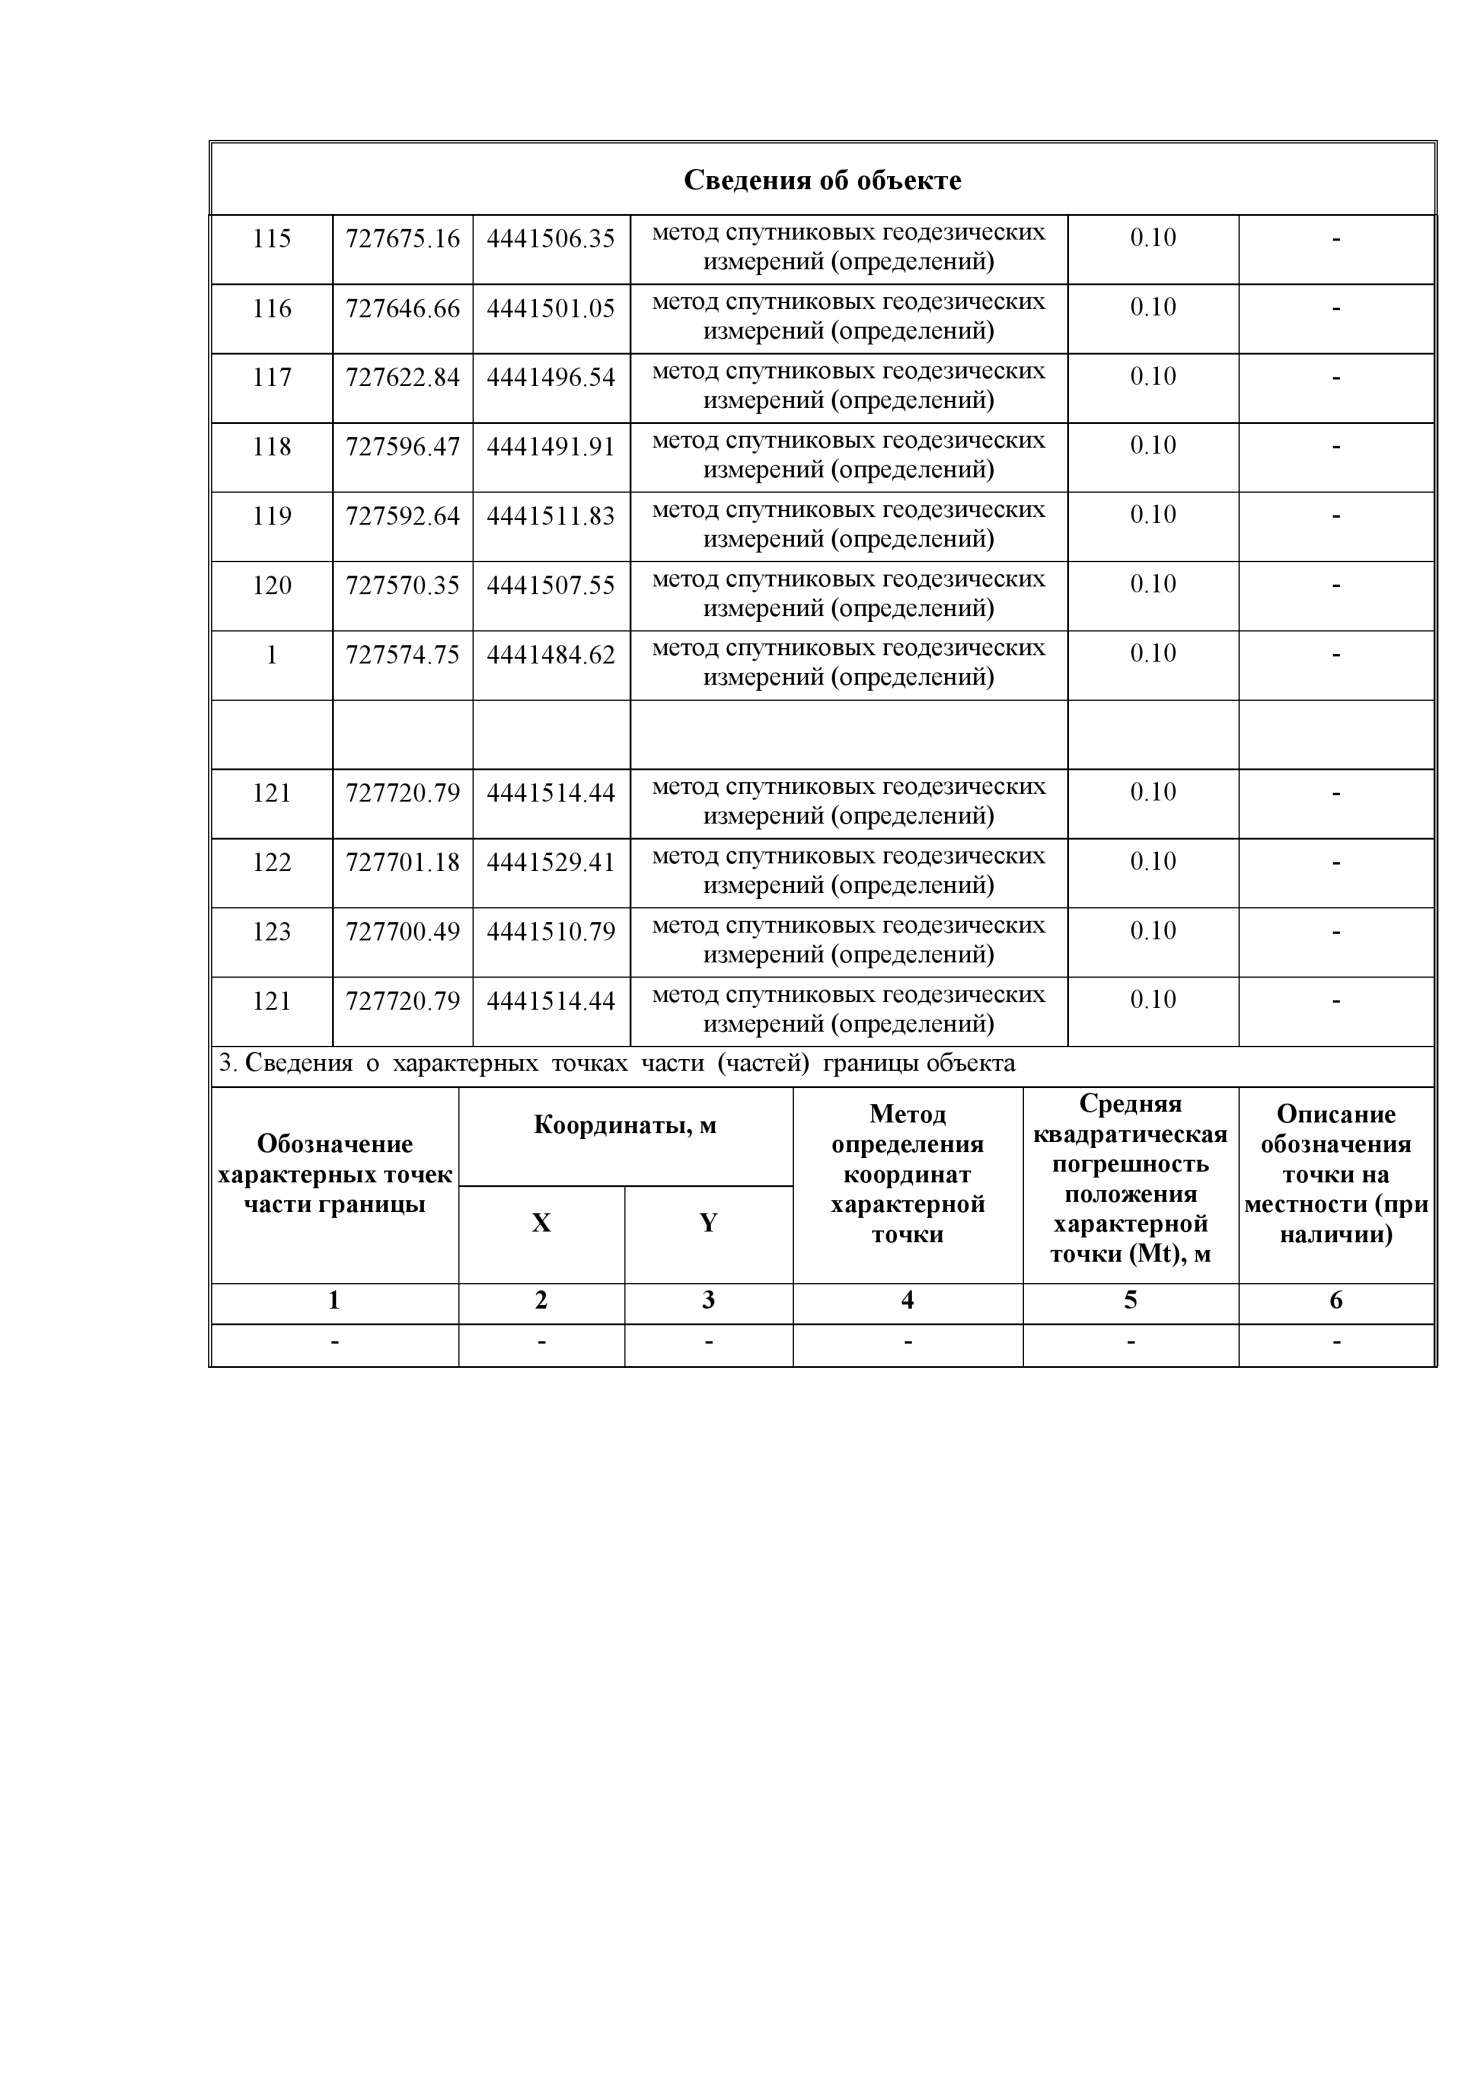 Сведения об объекте
115 727675.16 4441506.35 метод спутниковых геодезических измерений (определений) 0.10 -
116 727646.66 4441501.05 метод спутниковых геодезических измерений (определений) 0.10 -
117 727622.84 4441496.54 метод спутниковых геодезических измерений (определений) 0.10 -
118 727596.47 4441491.91 метод спутниковых геодезических измерений (определений) 0.10 -
119 727592.64 4441511.83 метод спутниковых геодезических измерений (определений) 0.10 -
120 727570.35 4441507.55 метод спутниковых геодезических измерений (определений) 0.10 -
1 727574.75 4441484.62 метод спутниковых геодезических измерений (определений) 0.10 -
121 727720.79 4441514.44 метод спутниковых геодезических измерений (определений) 0.10 -
122 727701.18 4441529.41 метод спутниковых геодезических измерений (определений) 0.10 -
123 727700.49 4441510.79 метод спутниковых геодезических измерений (определений) 0.10 -
121 727720.79 4441514.44 метод спутниковых геодезических измерений (определений) 0.10 -
3. Сведения о характерных точках части (частей) границы объекта
Обозначение
характерных точек
части границы
Координаты, м
X Y
Метод
определения
координат
характерной
точки
Средняя
квадратическая
погрешность
положения
характерной
точки (Mt), м
Описание
обозначения
точки на
местности (при
наличии)
1 2 3 4 5 6
- - - - - -